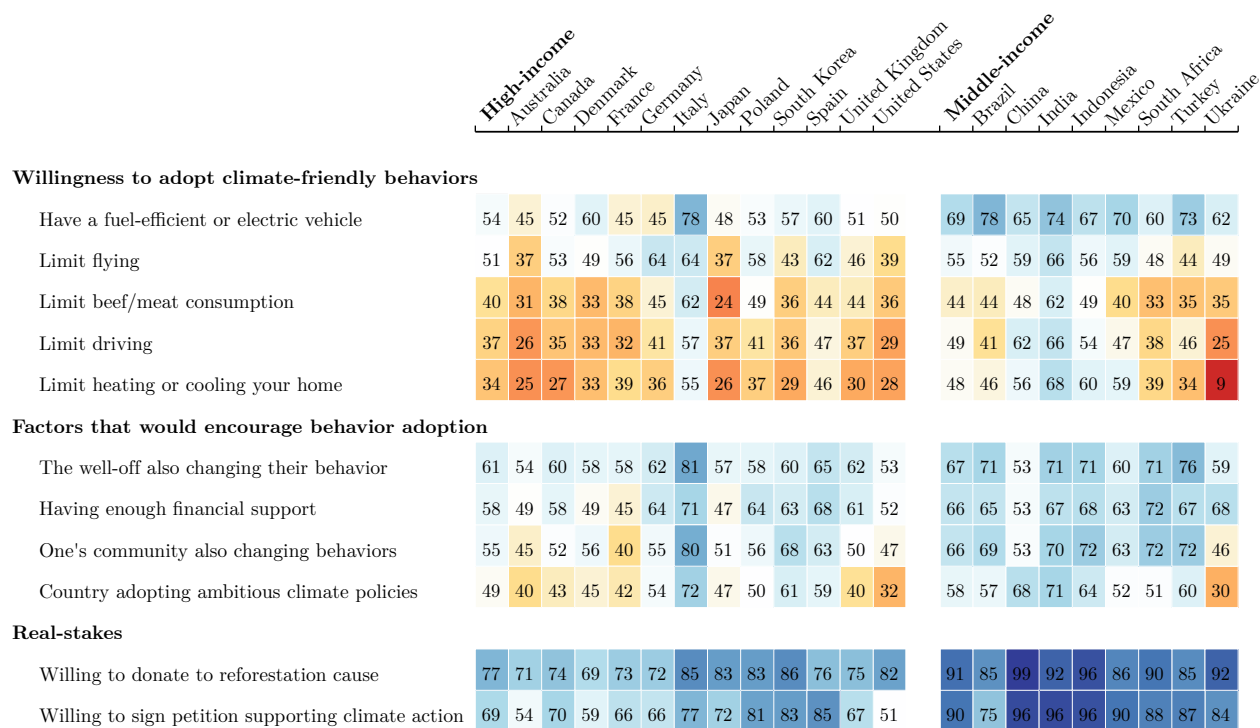 High-income Australia Canada Denmark France Germany Italy Japan Poland South Korea Spain United Kingdom United States Middle-income Brazil China India Indonesia Mexico South Africa Turkey Ukraine
Willingness to adopt climate-friendly behaviors
Have a fuel-efficient or electric vehicle 54 45 52 60 45 45 78 48 53 57 60 51 50 69 78 65 74 67 70 60 73 62
Limit flying 51 37 53 49 56 64 64 37 58 43 62 46 39 55 52 59 66 56 59 48 44 49
Limit beef/meat consumption 40 31 38 33 38 45 62 24 49 36 44 44 36 44 44 48 62 49 40 33 35 35
Limit driving 37 26 35 33 32 41 57 37 41 36 47 37 29 49 41 62 66 54 47 38 46 25
Limit heating or cooling your home 34 25 27 33 39 36 55 26 37 29 46 30 28 48 46 56 68 60 59 39 34 9
Factors that would encourage behavior adoption
The well-off also changing their behavior 61 54 60 58 58 62 81 57 58 60 65 62 53 67 71 53 71 71 60 71 76 59
Having enough financial support 58 49 58 49 45 64 71 47 64 63 68 61 52 66 65 53 67 68 63 72 67 68
One's community also changing behaviors 55 45 52 56 40 55 80 51 56 68 63 50 47 66 69 53 70 72 63 72 72 46
Country adopting ambitious climate policies 49 40 43 45 42 54 72 47 50 61 59 40 32 58 57 68 71 64 52 51 60 30
Real-stakes
Willing to donate to reforestation cause 77 71 74 69 73 72 85 83 83 86 76 75 82 91 85 99 92 96 86 90 85 92
Willing to sign petition supporting climate action 69 54 70 59 66 66 77 72 81 83 85 67 51 90 75 96 96 96 90 88 87 84